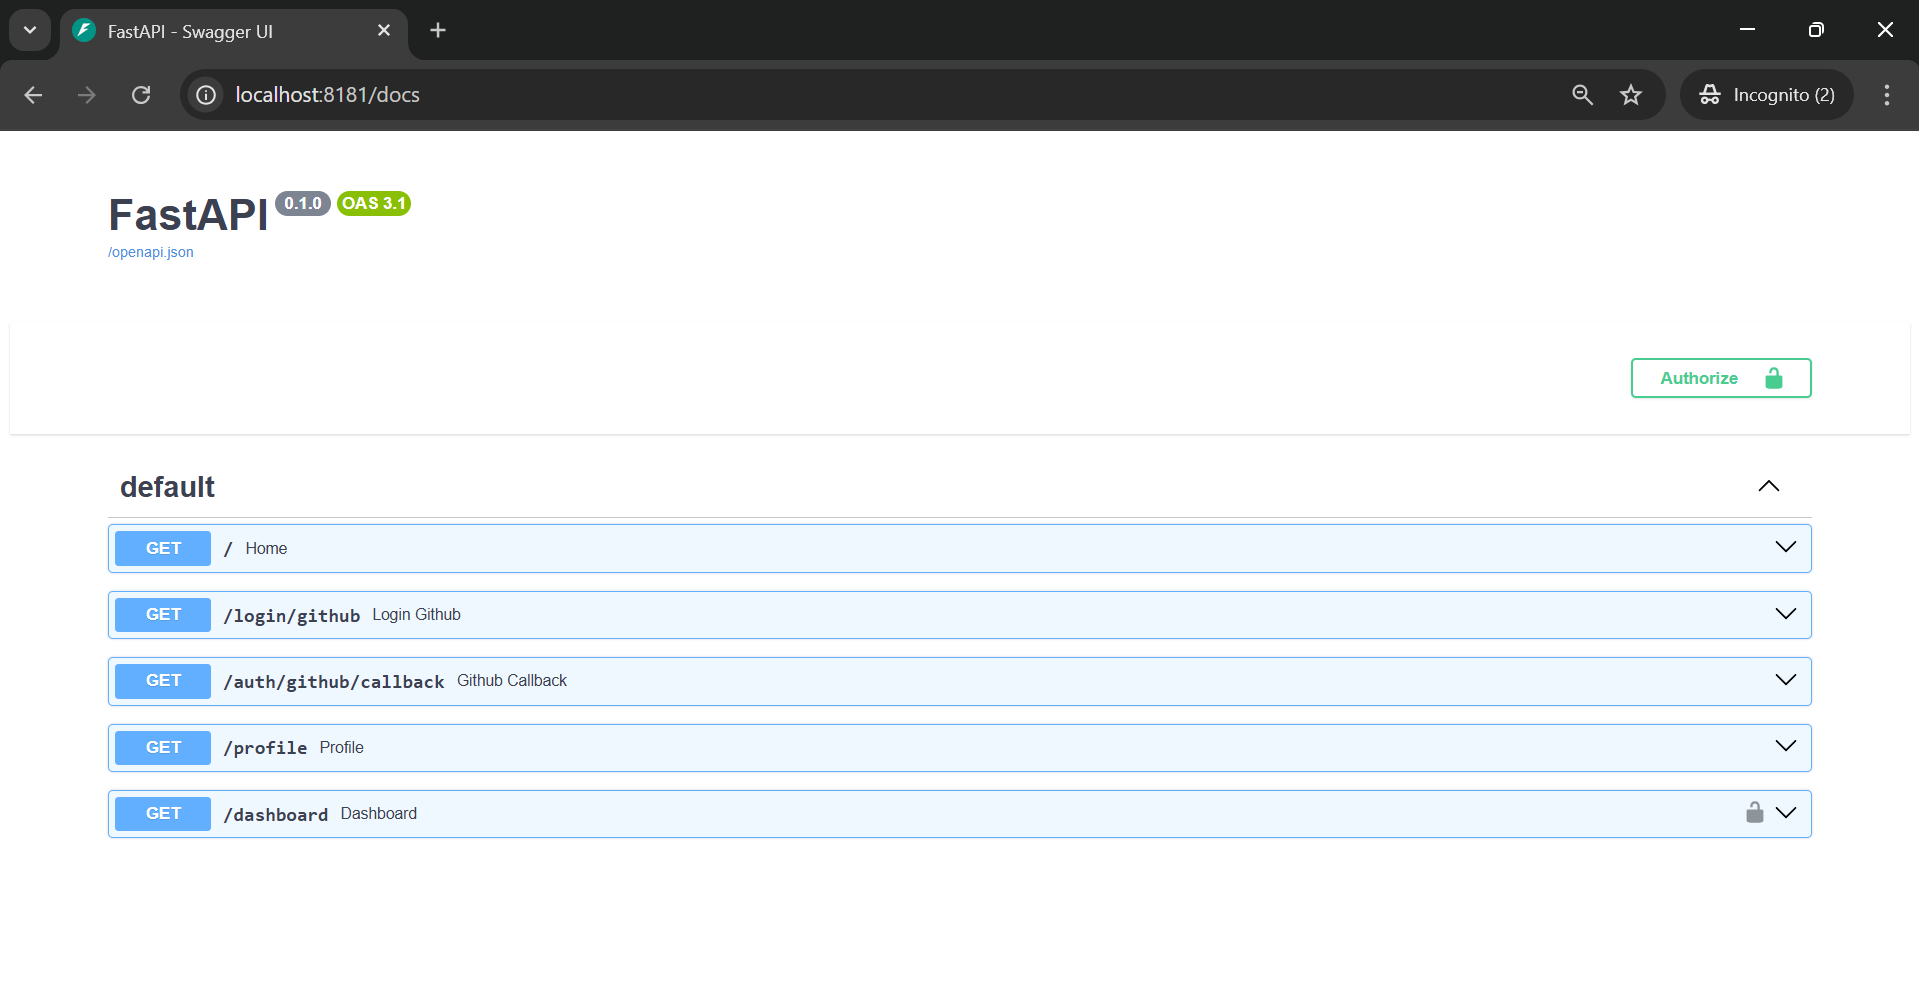 FastAPI - Swagger UI
localhost:8181/docs
Incognito (2)
FastAPI 0.1.0 OAS 3.1
/openapi.json
Authorize
default
GET / Home
GET /login/github Login Github
GET /auth/github/callback Github Callback
GET /profile Profile
GET /dashboard Dashboard